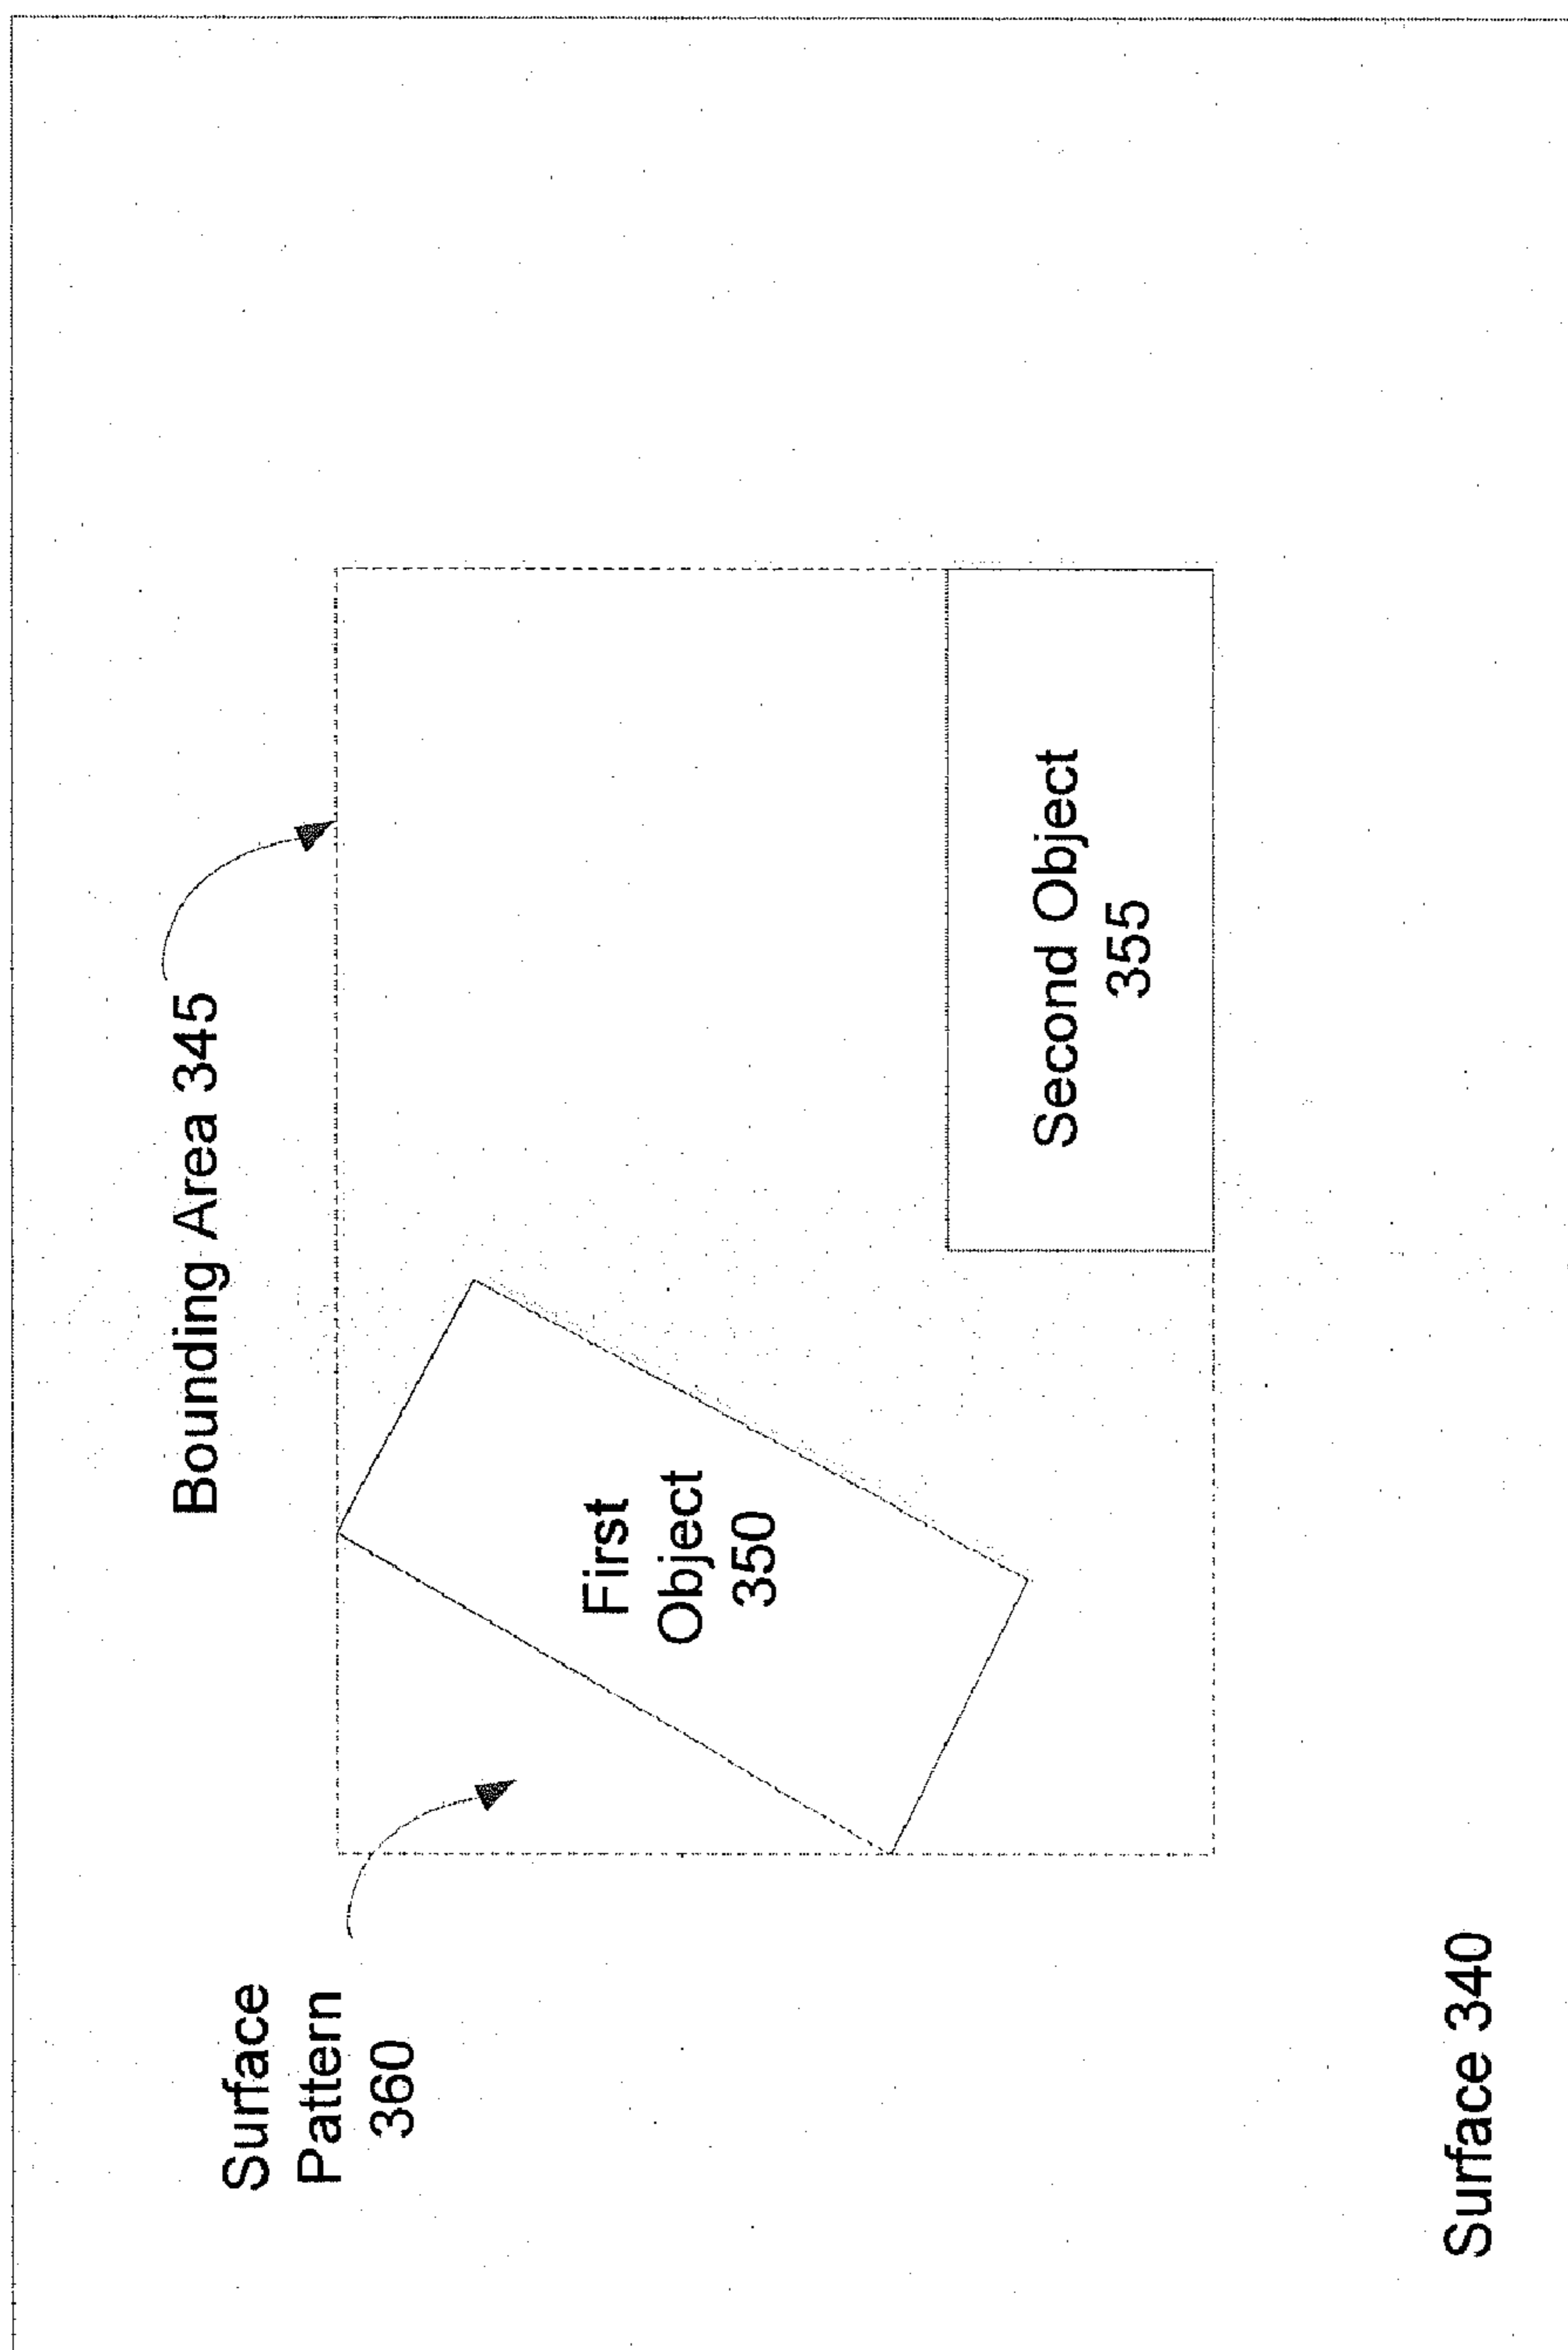 Surface
Pattern
360
Bounding Area 345
First
Object
350
Second Object
355
Surface 340